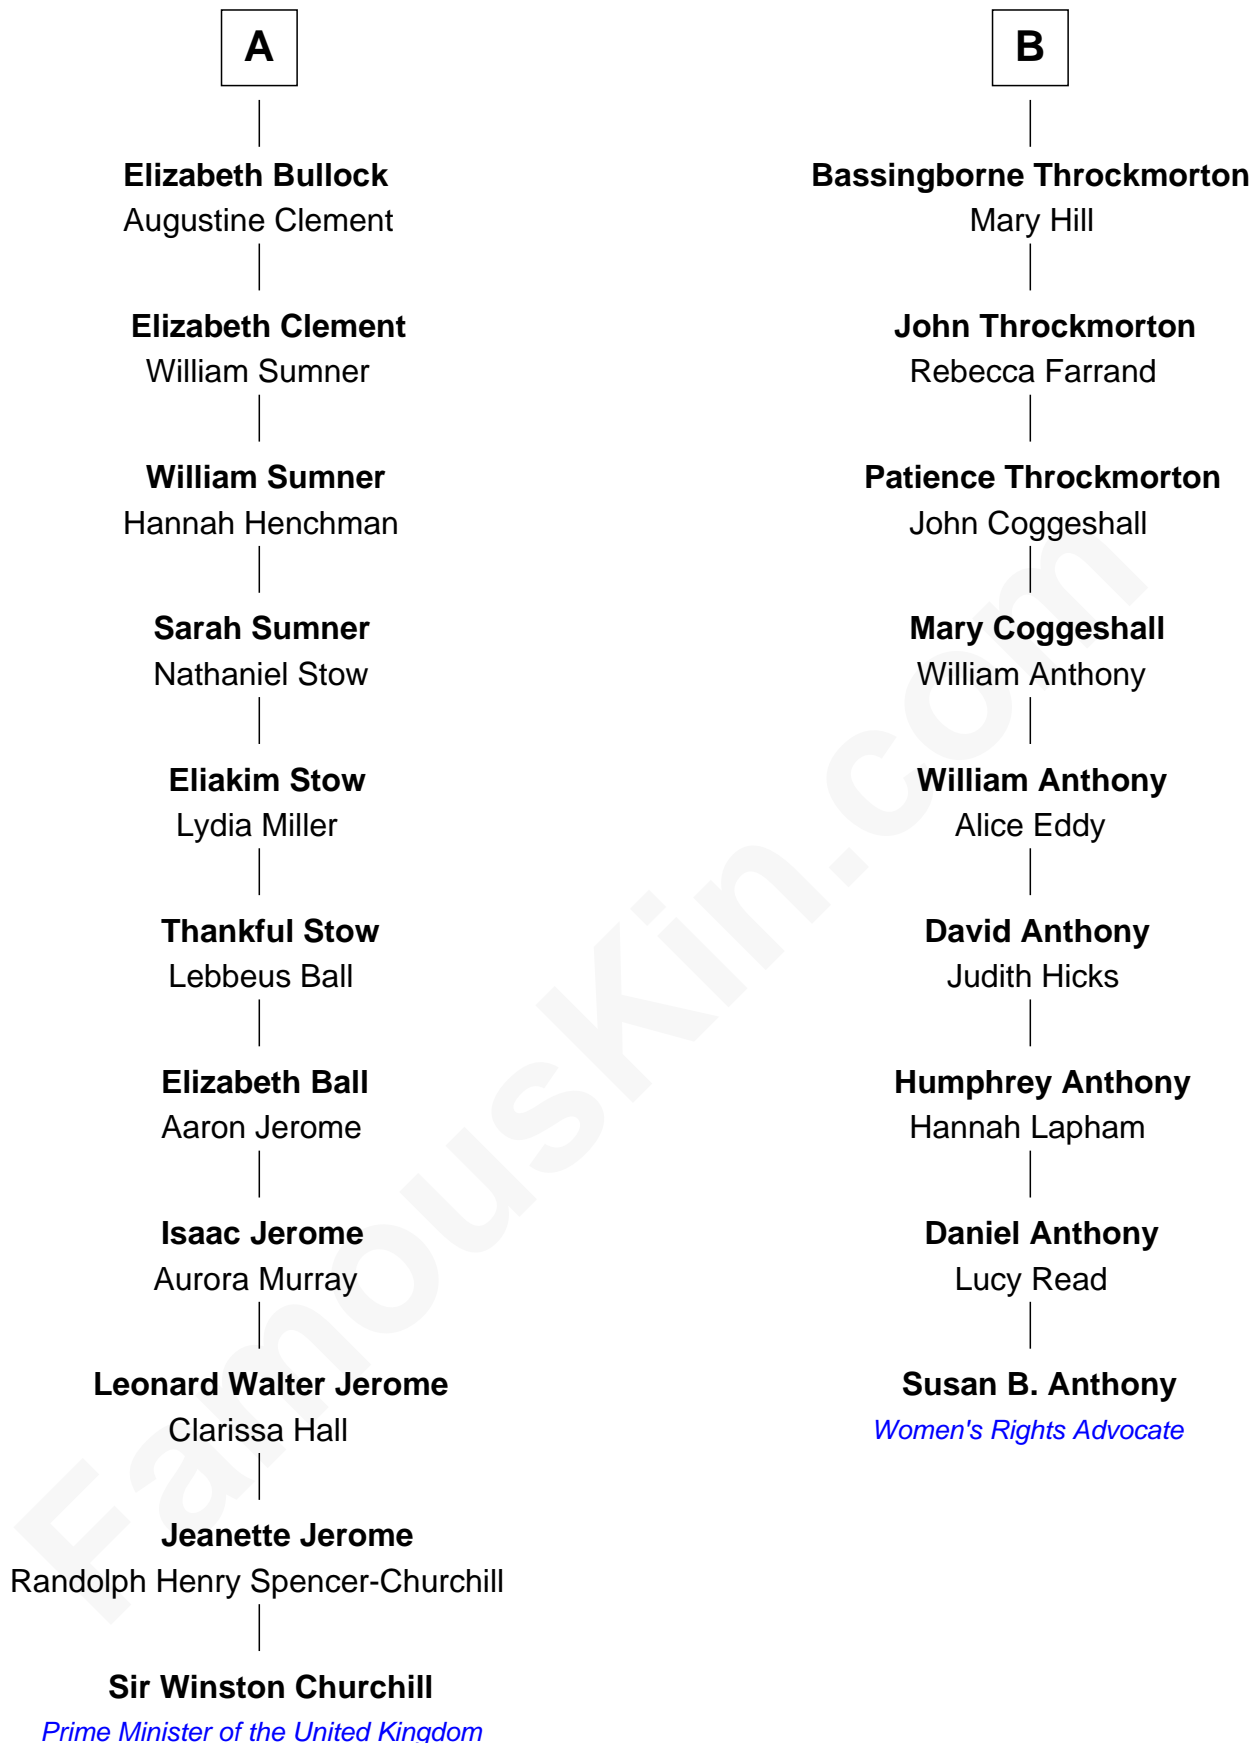 A
Elizabeth Bullock
Augustine Clement
Elizabeth Clement
William Sumner
William Sumner
Hannah Henchman
Sarah Sumner
Nathaniel Stow
Eliakim Stow
Lydia Miller
Thankful Stow
Lebbeus Ball
Elizabeth Ball
Aaron Jerome
Isaac Jerome
Aurora Murray
Leonard Walter Jerome
Clarissa Hall
Jeanette Jerome
Randolph Henry Spencer-Churchill
Sir Winston Churchill
Prime Minister of the United Kingdom
B
Bassingborne Throckmorton
Mary Hill
John Throckmorton
Rebecca Farrand
Patience Throckmorton
John Coggeshall
Mary Coggeshall
William Anthony
William Anthony
Alice Eddy
David Anthony
Judith Hicks
Humphrey Anthony
Hannah Lapham
Daniel Anthony
Lucy Read
Susan B. Anthony
Women's Rights Advocate
FamousKin.com